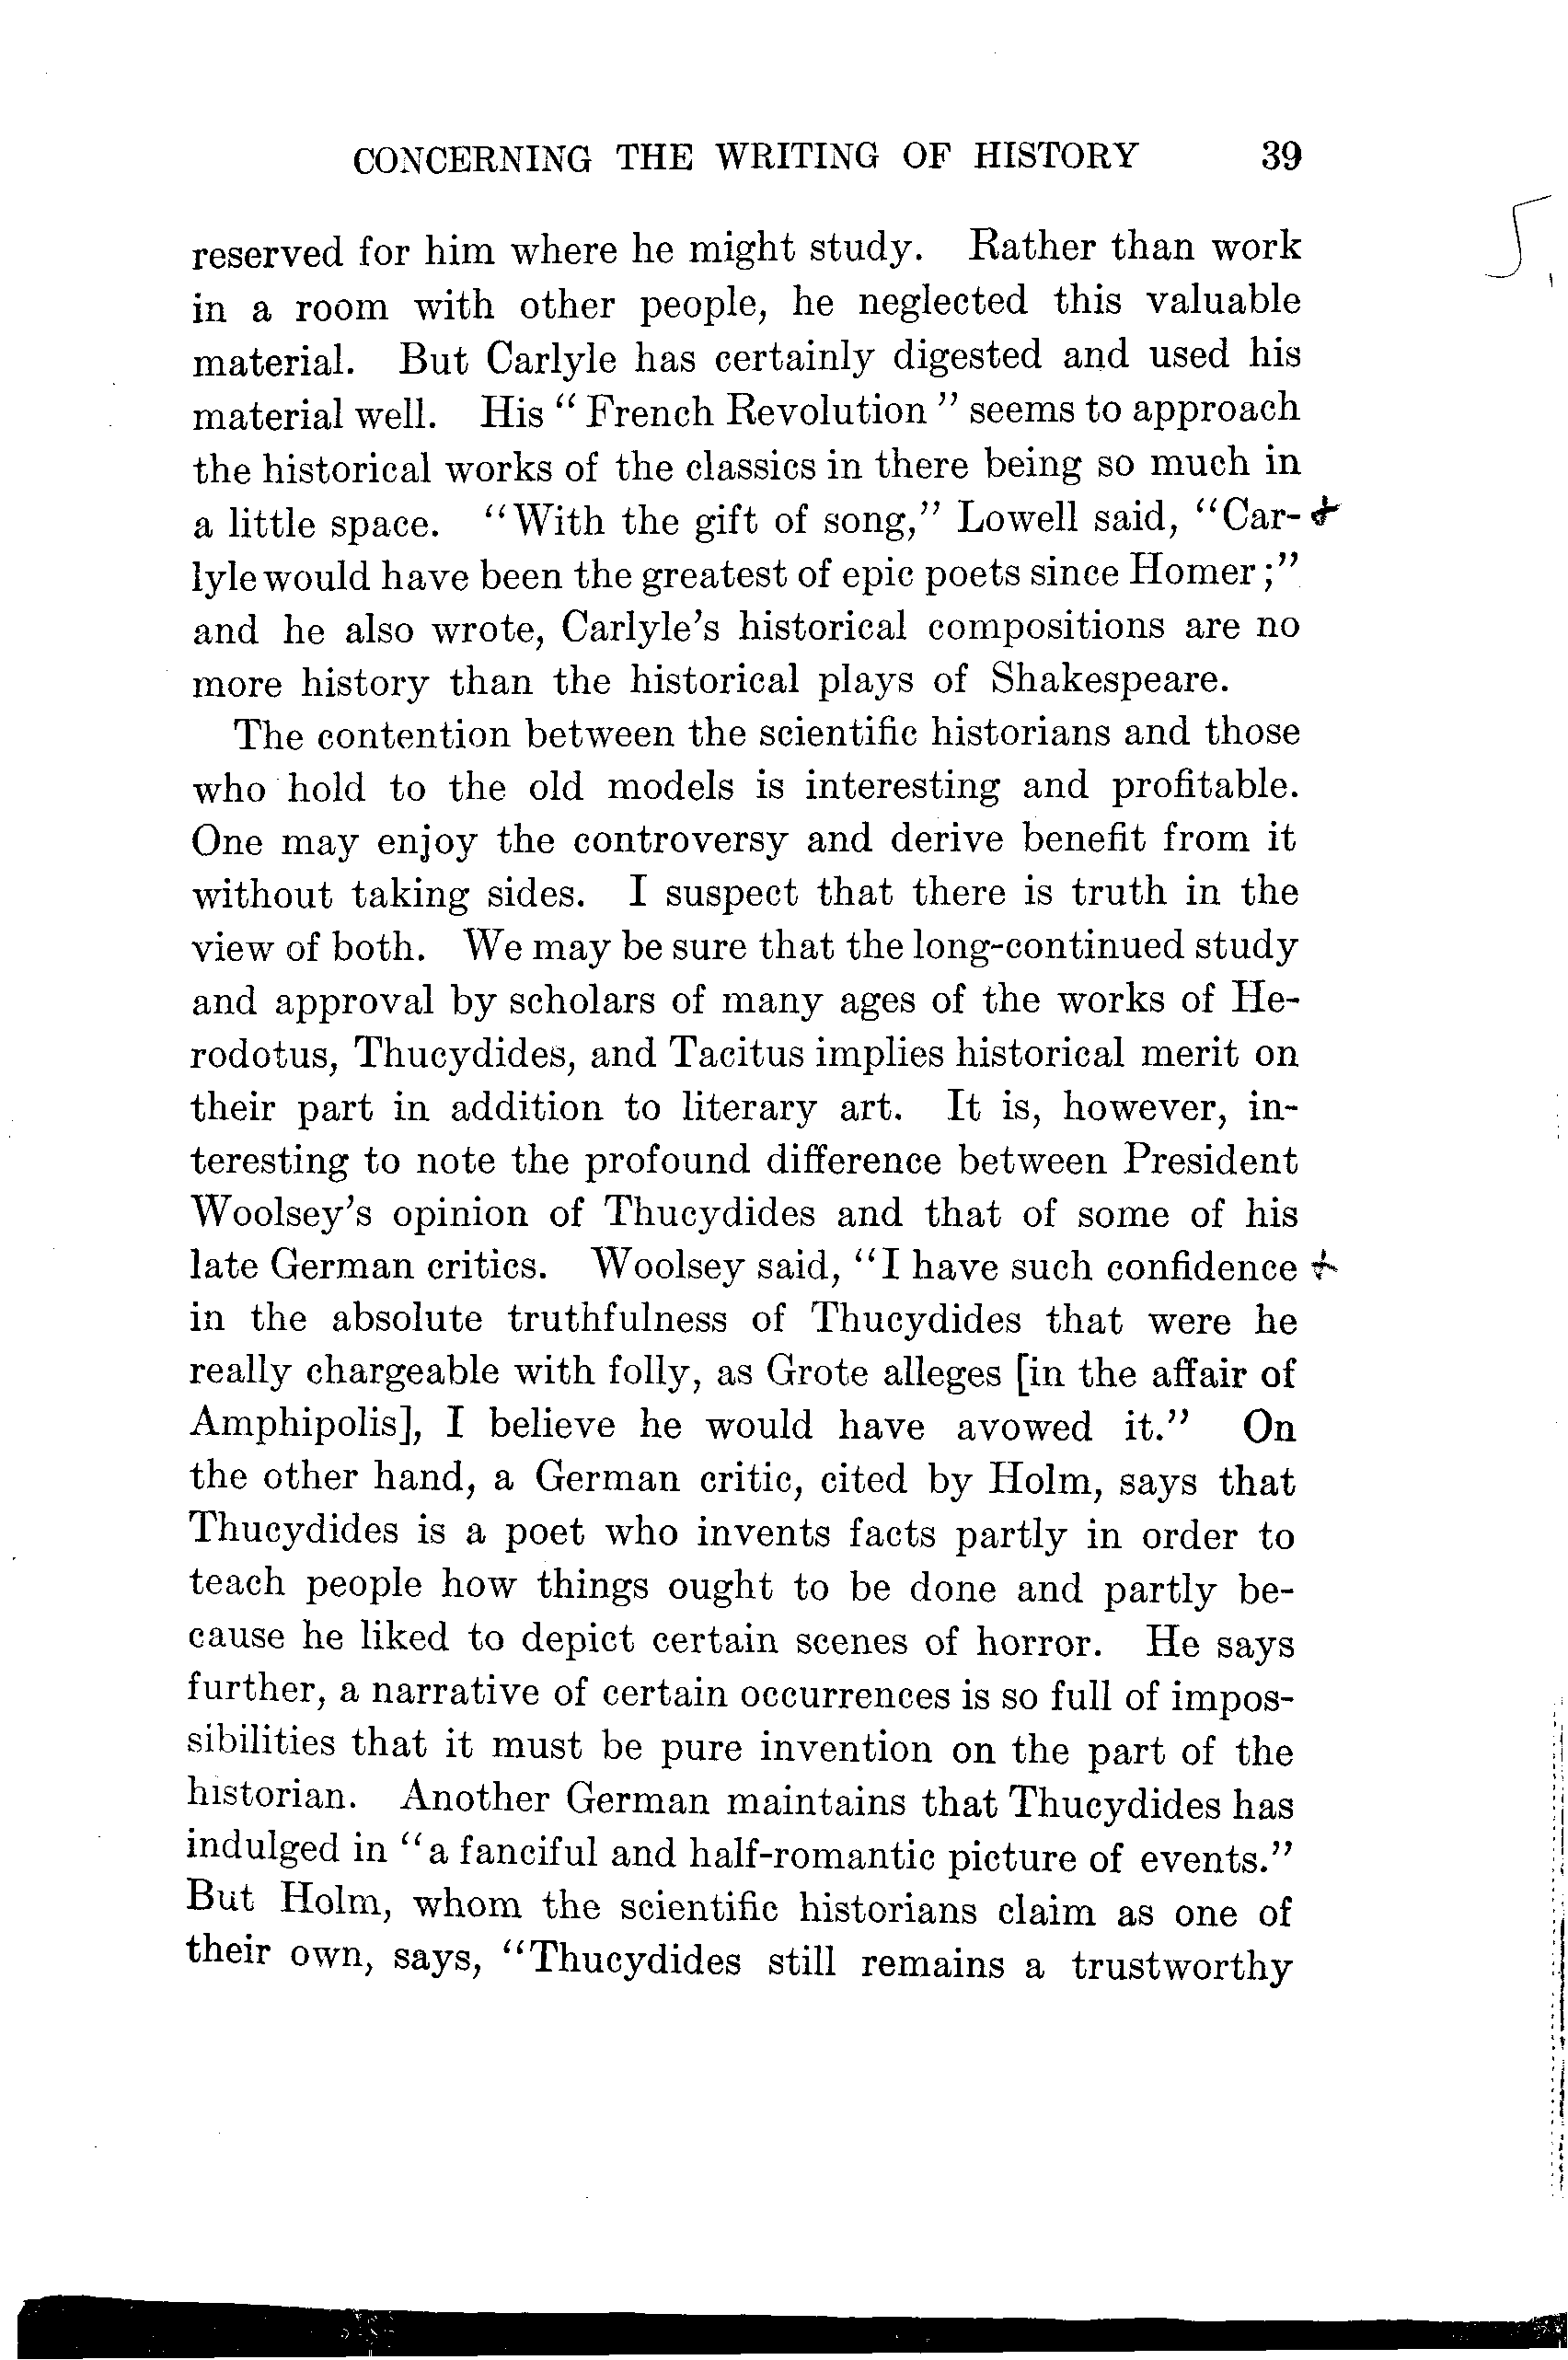 CONCERNING THE WRITING OF HISTORY 39
reserved for him where he might study. Rather than work
in a room with other people, he neglected this valuable
material. But Carlyle has certainly digested and used his
material well. His "French Revolution" seems to approach
the historical works of the classics in there being so much in
a little space. "With the gift of song," Lowell said, "Car-
lyle would have been the greatest of epic poets since Homer;"
and he also wrote, Carlyle's historical compositions are no
more history than the historical plays of Shakespeare.
The contention between the scientific historians and those
who hold to the old models is interesting and profitable.
One may enjoy the controversy and derive benefit from it
without taking sides. I suspect that there is truth in the
view of both. We may be sure that the long-continued study
and approval by scholars of many ages of the works of He-
rodotus, Thucydides, and Tacitus implies historical merit on
their part in addition to literary art. It is, however, in-
teresting to note the profound difference between President
Woolsey's opinion of Thucydides and that of some of his
late German critics. Woolsey said, "I have such confidence
in the absolute truthfulness of Thucydides that were he
really chargeable with folly, as Grote alleges [in the affair of
Amphipolis], I believe he would have avowed it." On
the other hand, a German critic, cited by Holm, says that
Thucydides is a poet who invents facts partly in order to
teach people how things ought to be done and partly be-
cause he liked to depict certain scenes of horror. He says
further, a narrative of certain occurrences is so full of impos-
sibilities that it must be pure invention on the part of the
historian. Another German maintains that Thucydides has
indulged in "a fanciful and half-romantic picture of events."
But Holm, whom the scientific historians claim as one of
their own, says, "Thucydides still remains a trustworthy